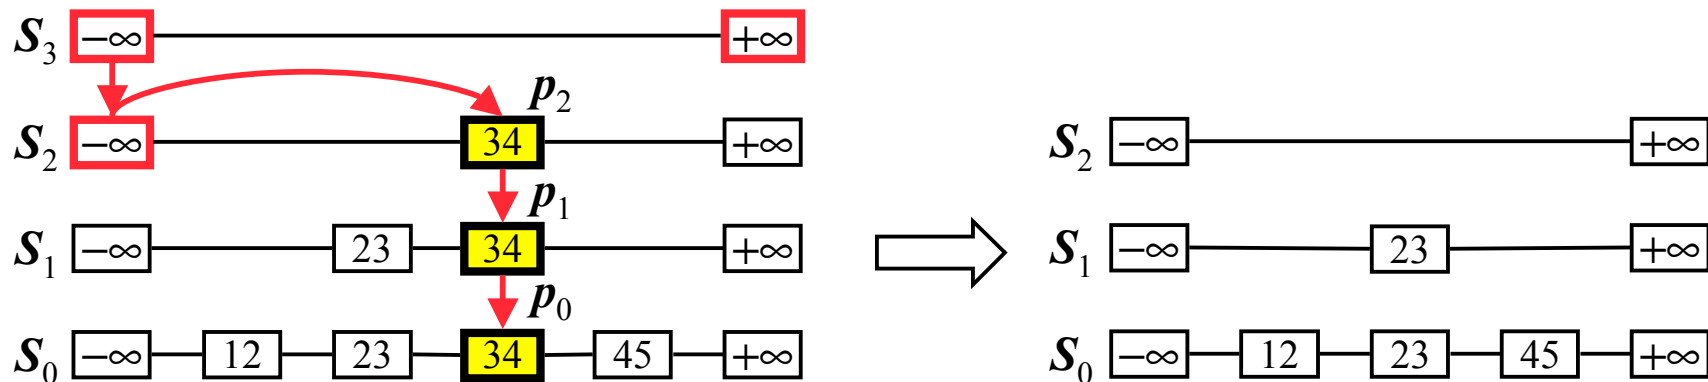 S₃ −∞ +∞
p₂
S₂ −∞ 34 +∞ S₂ −∞ +∞
p₁
S₁ −∞ 23 34 +∞ S₁ −∞ 23 +∞
p₀
S₀ −∞ 12 23 34 45 +∞ S₀ −∞ 12 23 45 +∞